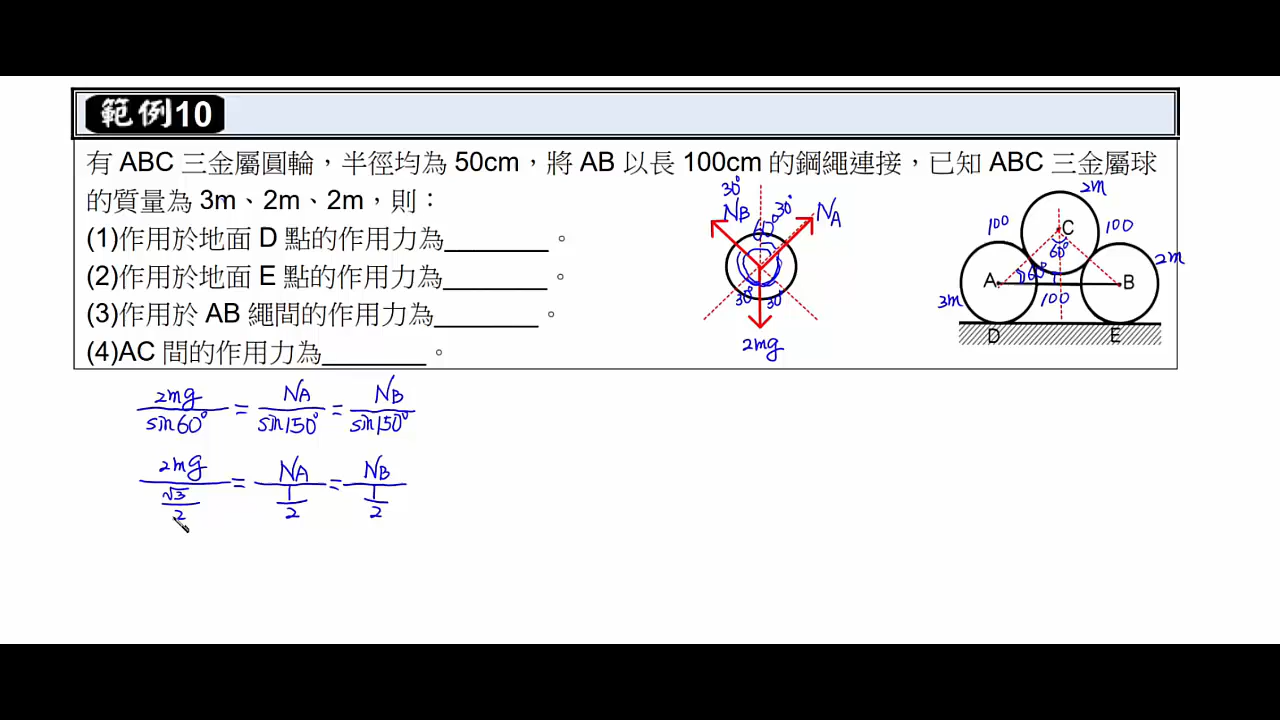 範例10
有 ABC 三金屬圓輪，半徑均為 50cm，將 AB 以長 100cm 的鋼繩連接，已知 ABC 三金屬球
的質量為 3m、2m、2m，則：
(1)作用於地面 D 點的作用力為________。
(2)作用於地面 E 點的作用力為________。
(3)作用於 AB 繩間的作用力為________。
(4)AC 間的作用力為________。
30°
NB 30° NA
60°
30° 30°
2mg
2m
100 C 100
60°
2m
A 60° B
3m 100
D E
2mg/sin60° = NA/sin150° = NB/sin150°
2mg/(√3/2) = NA/(1/2) = NB/(1/2)